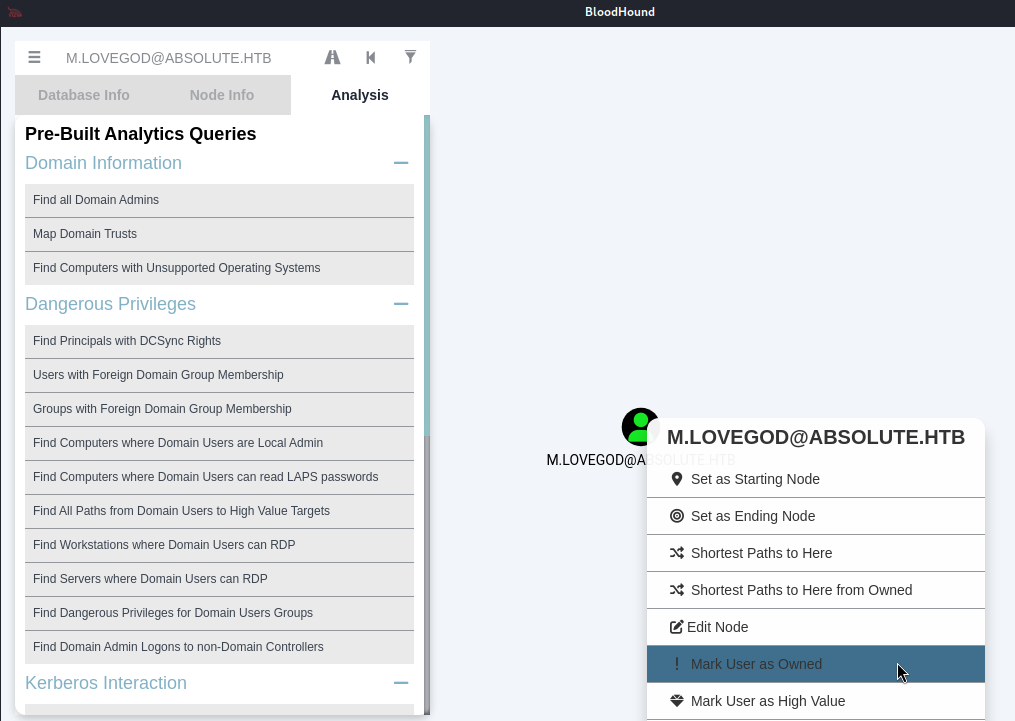 BloodHound
M.LOVEGOD@ABSOLUTE.HTB
Database Info
Node Info
Analysis
Pre-Built Analytics Queries
Domain Information
Find all Domain Admins
Map Domain Trusts
Find Computers with Unsupported Operating Systems
Dangerous Privileges
Find Principals with DCSync Rights
Users with Foreign Domain Group Membership
Groups with Foreign Domain Group Membership
Find Computers where Domain Users are Local Admin
Find Computers where Domain Users can read LAPS passwords
Find All Paths from Domain Users to High Value Targets
Find Workstations where Domain Users can RDP
Find Servers where Domain Users can RDP
Find Dangerous Privileges for Domain Users Groups
Find Domain Admin Logons to non-Domain Controllers
Kerberos Interaction
M.LOVEGOD@ABSOLUTE.HTB
M.LOVEGOD@ABSOLUTE.HTB
Set as Starting Node
Set as Ending Node
Shortest Paths to Here
Shortest Paths to Here from Owned
Edit Node
Mark User as Owned
Mark User as High Value